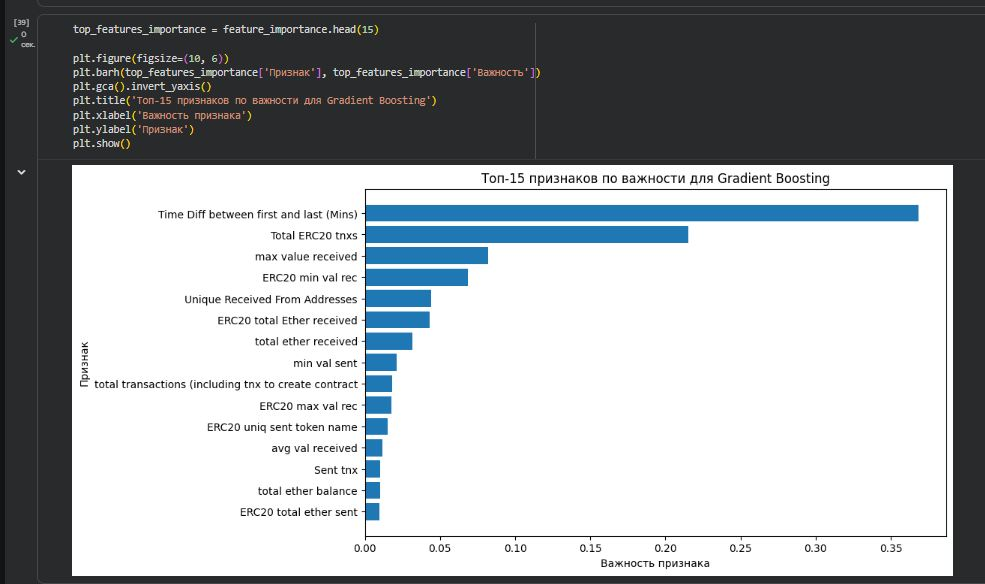 [39]
0
сек.
top_features_importance = feature_importance.head(15)
plt.figure(figsize=(10, 6))
plt.barh(top_features_importance['Признак'], top_features_importance['Важность'])
plt.gca().invert_yaxis()
plt.title('Топ-15 признаков по важности для Gradient Boosting')
plt.xlabel('Важность признака')
plt.ylabel('Признак')
plt.show()
Топ-15 признаков по важности для Gradient Boosting
Time Diff between first and last (Mins)
Total ERC20 tnxs
max value received
ERC20 min val rec
Unique Received From Addresses
ERC20 total Ether received
total ether received
min val sent
total transactions (including tnx to create contract
ERC20 max val rec
ERC20 uniq sent token name
avg val received
Sent tnx
total ether balance
ERC20 total ether sent
Признак
0.00 0.05 0.10 0.15 0.20 0.25 0.30 0.35
Важность признака